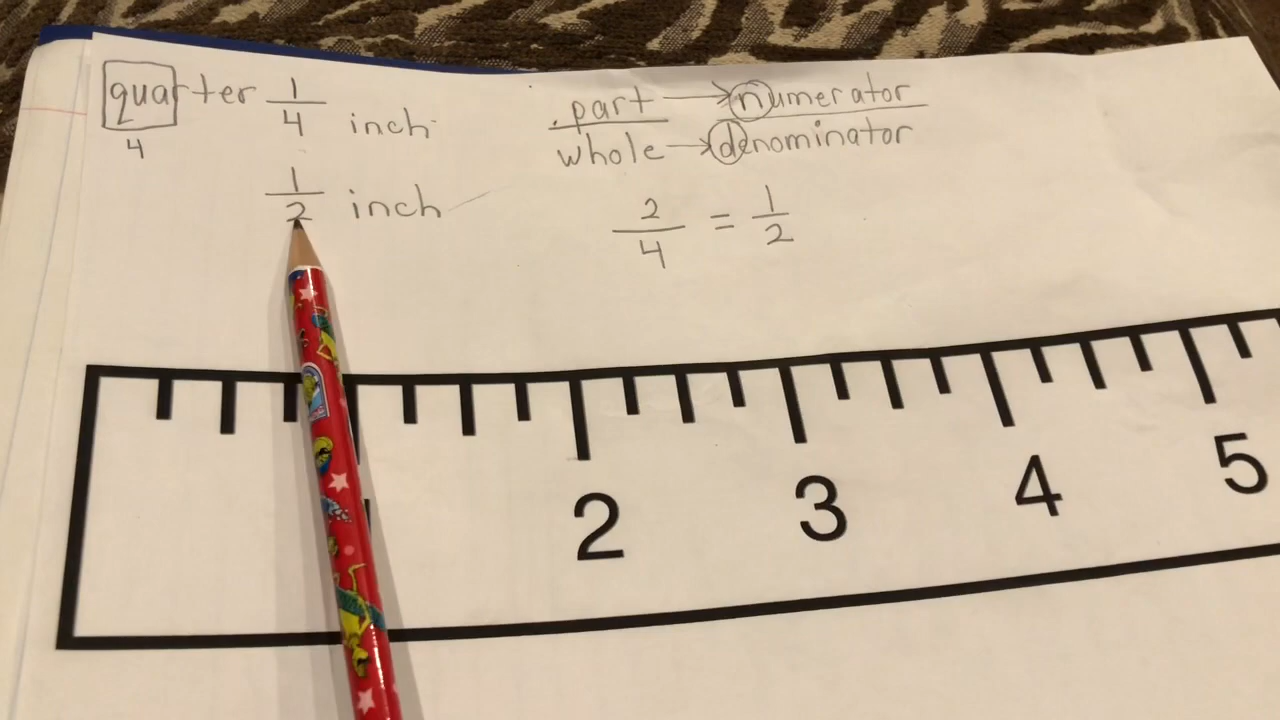 quarter 1/4 inch
4
1/2 inch
part → numerator
whole → denominator
2/4 = 1/2
2 3 4 5